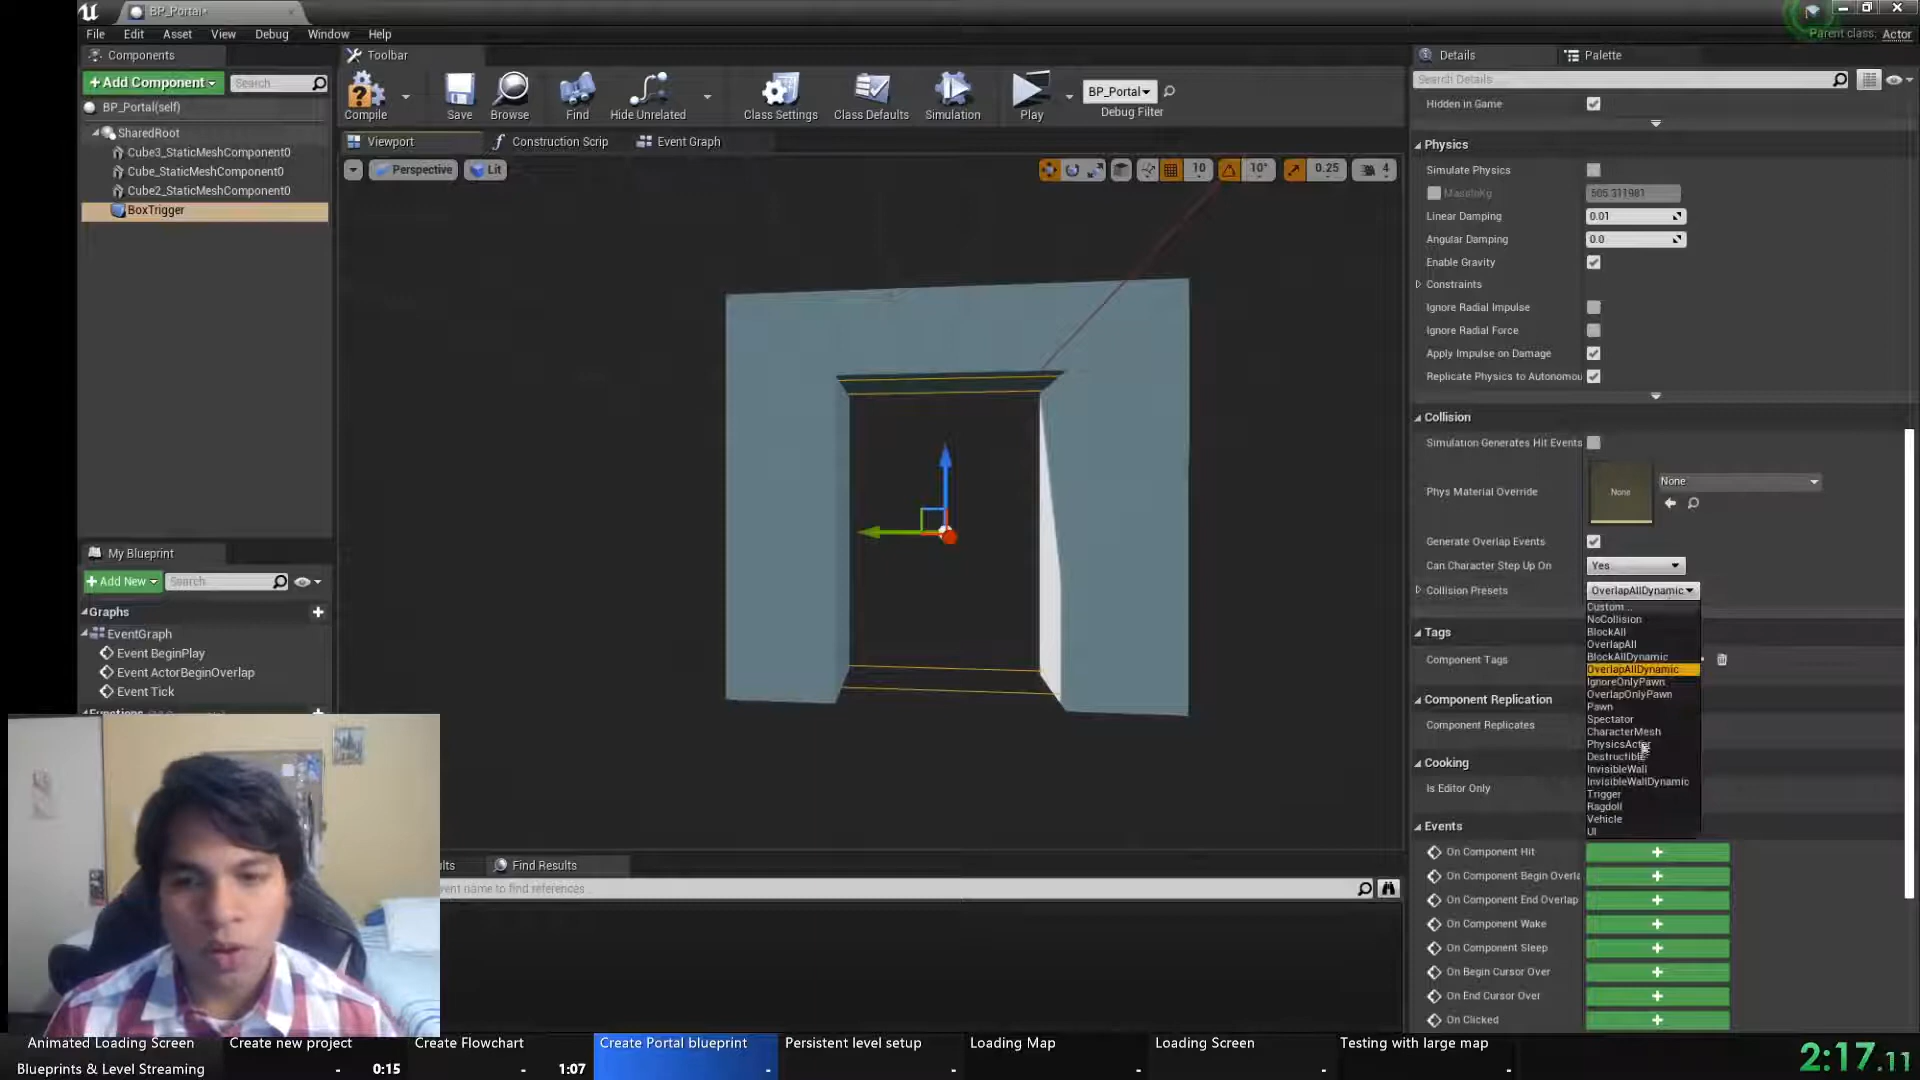 BP_Portal*
File Edit Asset View Debug Window Help
Parent class: Actor
Components
+Add Component
Search
BP_Portal(self)
SharedRoot
Cube3_StaticMeshComponent0
Cube_StaticMeshComponent0
Cube2_StaticMeshComponent0
BoxTrigger
Toolbar
Compile
Save
Browse
Find
Hide Unrelated
Class Settings
Class Defaults
Simulation
Play
BP_Portal
Debug Filter
Viewport
Construction Scrip
Event Graph
Perspective
Lit
10
10°
0.25
4
My Blueprint
+Add New
Search
Graphs
EventGraph
Event BeginPlay
Event ActorBeginOverlap
Event Tick
Find Results
Details
Palette
Search Details
Hidden in Game
Physics
Simulate Physics
MassInKg 505.311981
Linear Damping 0.01
Angular Damping 0.0
Enable Gravity
Constraints
Ignore Radial Impulse
Ignore Radial Force
Apply Impulse on Damage
Replicate Physics to Autonomou
Collision
Simulation Generates Hit Events
Phys Material Override
None
None
Generate Overlap Events
Can Character Step Up On Yes
Collision Presets OverlapAllDynamic
Custom...
NoCollision
BlockAll
OverlapAll
BlockAllDynamic
OverlapAllDynamic
IgnoreOnlyPawn
OverlapOnlyPawn
Pawn
Spectator
CharacterMesh
PhysicsActor
Destructible
InvisibleWall
InvisibleWallDynamic
Trigger
Ragdoll
Vehicle
UI
Tags
Component Tags
Component Replication
Component Replicates
Cooking
Is Editor Only
Events
On Component Hit
On Component Begin Overla
On Component End Overlap
On Component Wake
On Component Sleep
On Begin Cursor Over
On End Cursor Over
On Clicked
Animated Loading Screen
Blueprints & Level Streaming
Create new project
- 0:15
Create Flowchart
- 1:07
Create Portal blueprint
-
Persistent level setup
-
Loading Map
-
Loading Screen
-
Testing with large map
-
2:17.11